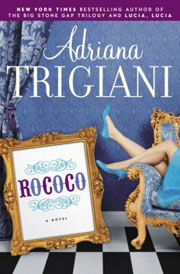 NEW YORK TIMES BESTSELLING AUTHOR OF
THE BIG STONE GAP TRILOGY AND LUCIA, LUCIA
Adriana
TRIGIANI
ROCOCO
A NOVEL